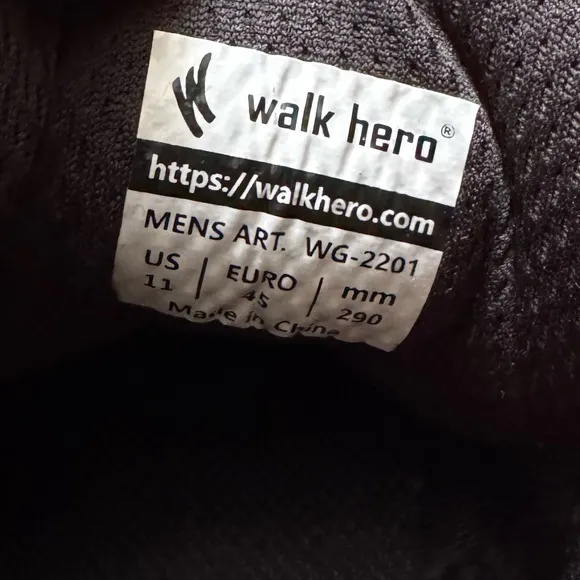 walk hero®
https://walkhero.com
MENS ART. WG-2201
US | EURO | mm
11 45 290
Made in China